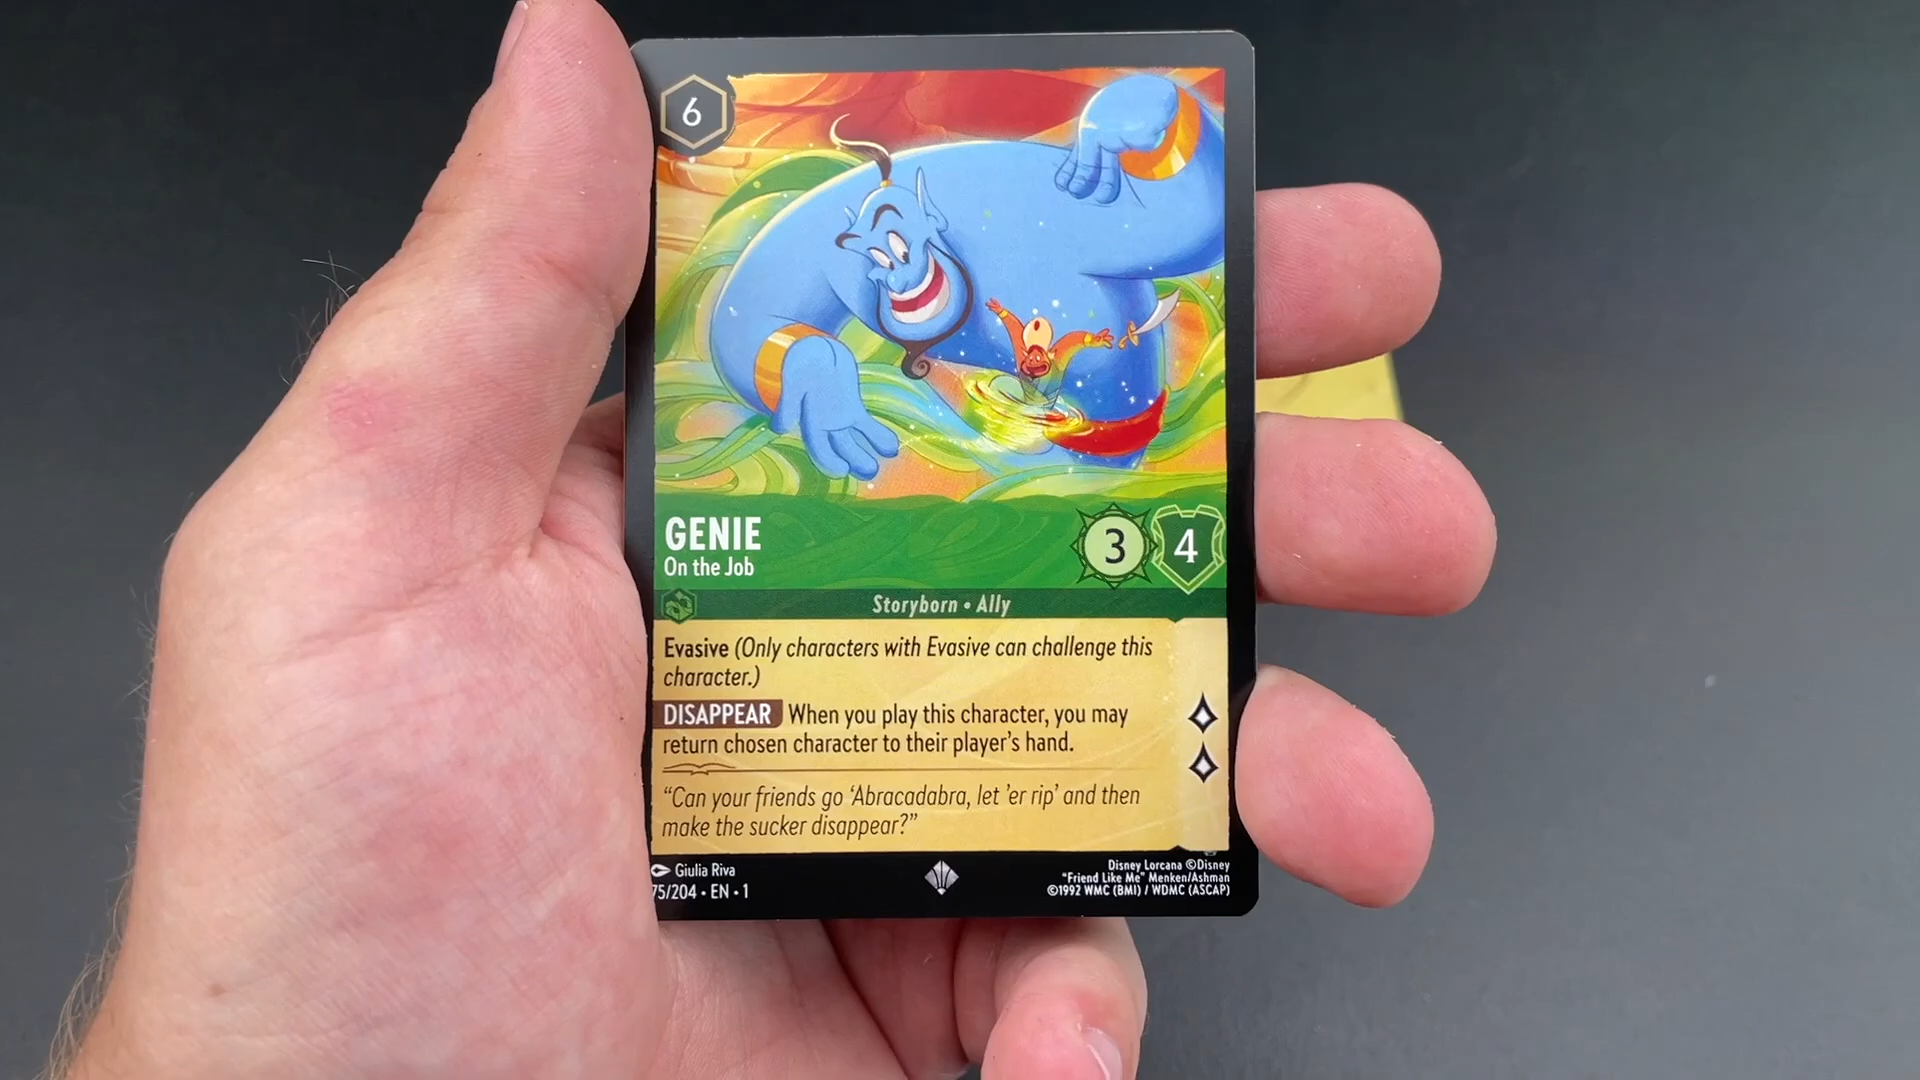 6
GENIE
On the Job
3
4
Storyborn • Ally
Evasive (Only characters with Evasive can challenge this
character.)
DISAPPEAR When you play this character, you may
return chosen character to their player's hand.
“Can your friends go ‘Abracadabra, let ’er rip’ and then
make the sucker disappear?”
Giulia Riva
75/204 • EN • 1
Disney Lorcana ©Disney
“Friend Like Me” Menken/Ashman
©1992 WMC (BMI) / WDMC (ASCAP)